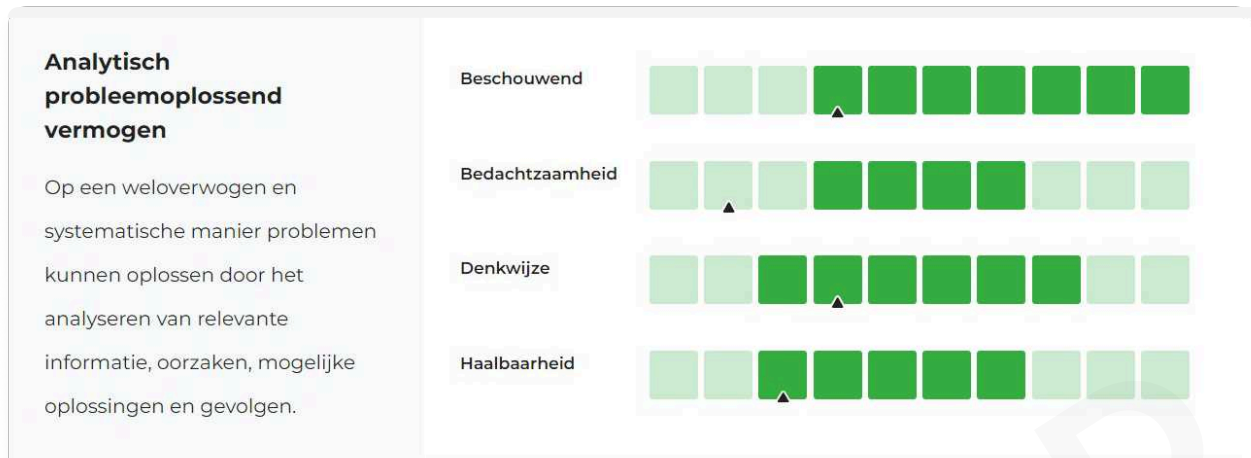 Analytisch
probleemoplossend
vermogen
Op een weloverwogen en
systematische manier problemen
kunnen oplossen door het
analyseren van relevante
informatie, oorzaken, mogelijke
oplossingen en gevolgen.
Beschouwend
Bedachtzaamheid
Denkwijze
Haalbaarheid